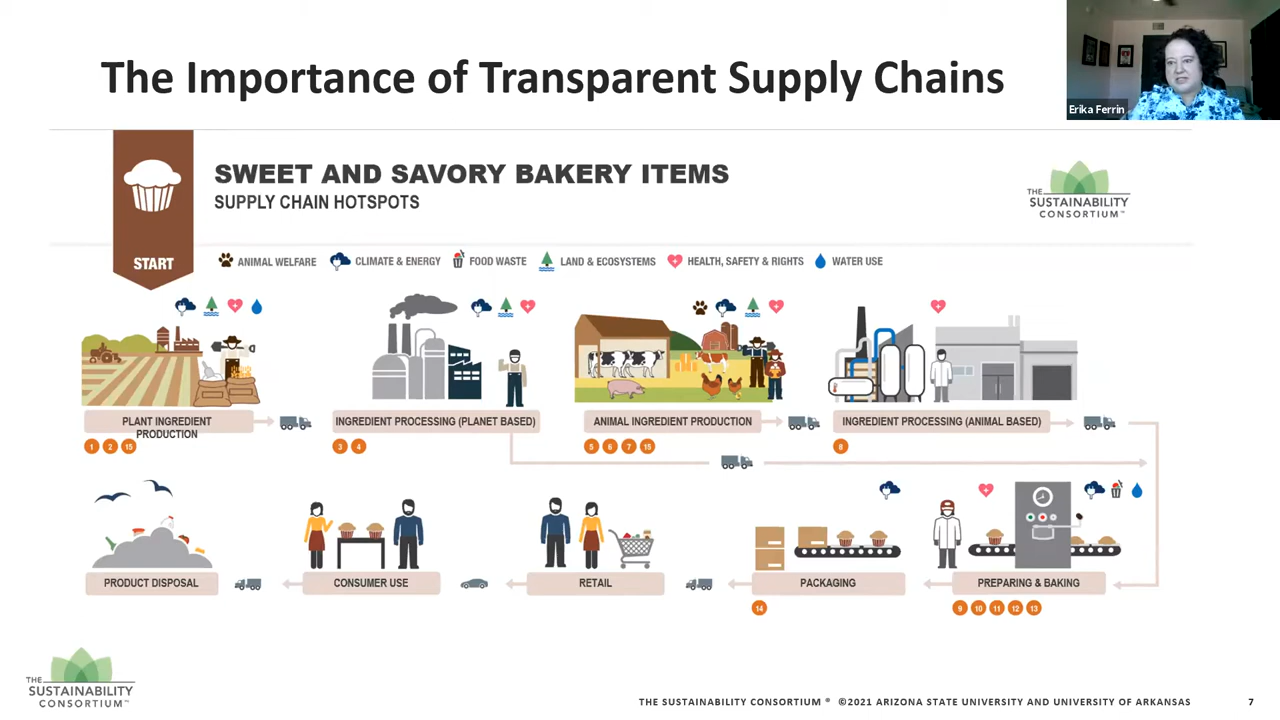 The Importance of Transparent Supply Chains
Erika Ferrin
SWEET AND SAVORY BAKERY ITEMS
SUPPLY CHAIN HOTSPOTS
THE
SUSTAINABILITY
CONSORTIUM™
START
ANIMAL WELFARE
CLIMATE & ENERGY
FOOD WASTE
LAND & ECOSYSTEMS
HEALTH, SAFETY & RIGHTS
WATER USE
PLANT INGREDIENT
PRODUCTION
1 2 15
INGREDIENT PROCESSING (PLANET BASED)
3 4
ANIMAL INGREDIENT PRODUCTION
5 6 7 15
INGREDIENT PROCESSING (ANIMAL BASED)
8
PRODUCT DISPOSAL
CONSUMER USE
RETAIL
PACKAGING
14
PREPARING & BAKING
9 10 11 12 13
THE
SUSTAINABILITY
CONSORTIUM™
THE SUSTAINABILITY CONSORTIUM ® ©2021 ARIZONA STATE UNIVERSITY AND UNIVERSITY OF ARKANSAS
7